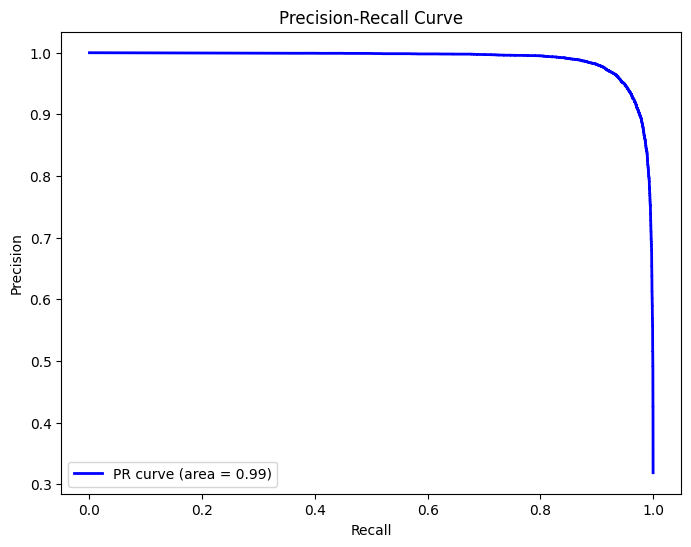 Precision-Recall Curve
Precision
1.0
0.9
0.8
0.7
0.6
0.5
0.4
0.3
PR curve (area = 0.99)
0.0 0.2 0.4 0.6 0.8 1.0
Recall